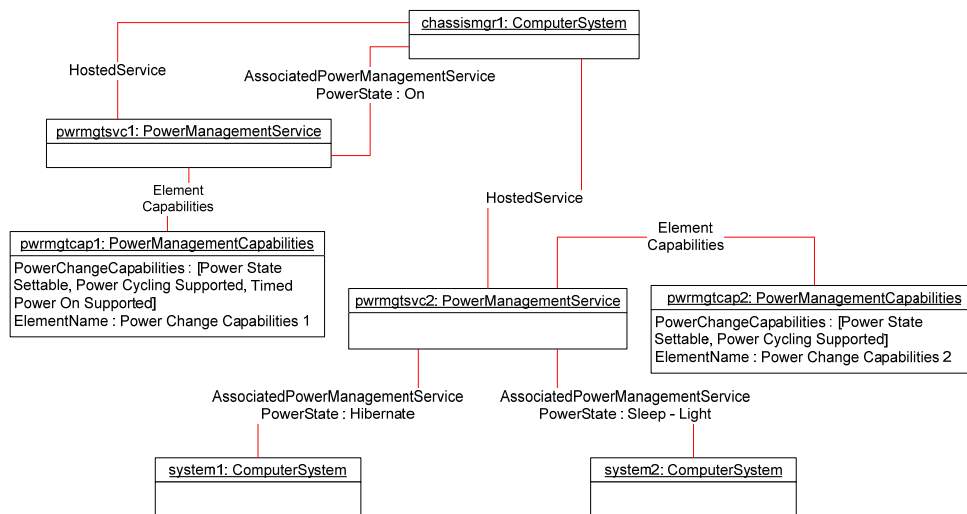 chassismgr1: ComputerSystem
HostedService
AssociatedPowerManagementService
PowerState : On
pwrmgtsvc1: PowerManagementService
Element
Capabilities
HostedService
pwrmgtcap1: PowerManagementCapabilities
PowerChangeCapabilities : [Power State
Settable, Power Cycling Supported, Timed
Power On Supported]
ElementName : Power Change Capabilities 1
Element
Capabilities
pwrmgtsvc2: PowerManagementService
pwrmgtcap2: PowerManagementCapabilities
PowerChangeCapabilities : [Power State
Settable, Power Cycling Supported]
ElementName : Power Change Capabilities 2
AssociatedPowerManagementService
PowerState : Hibernate
AssociatedPowerManagementService
PowerState : Sleep - Light
system1: ComputerSystem
system2: ComputerSystem